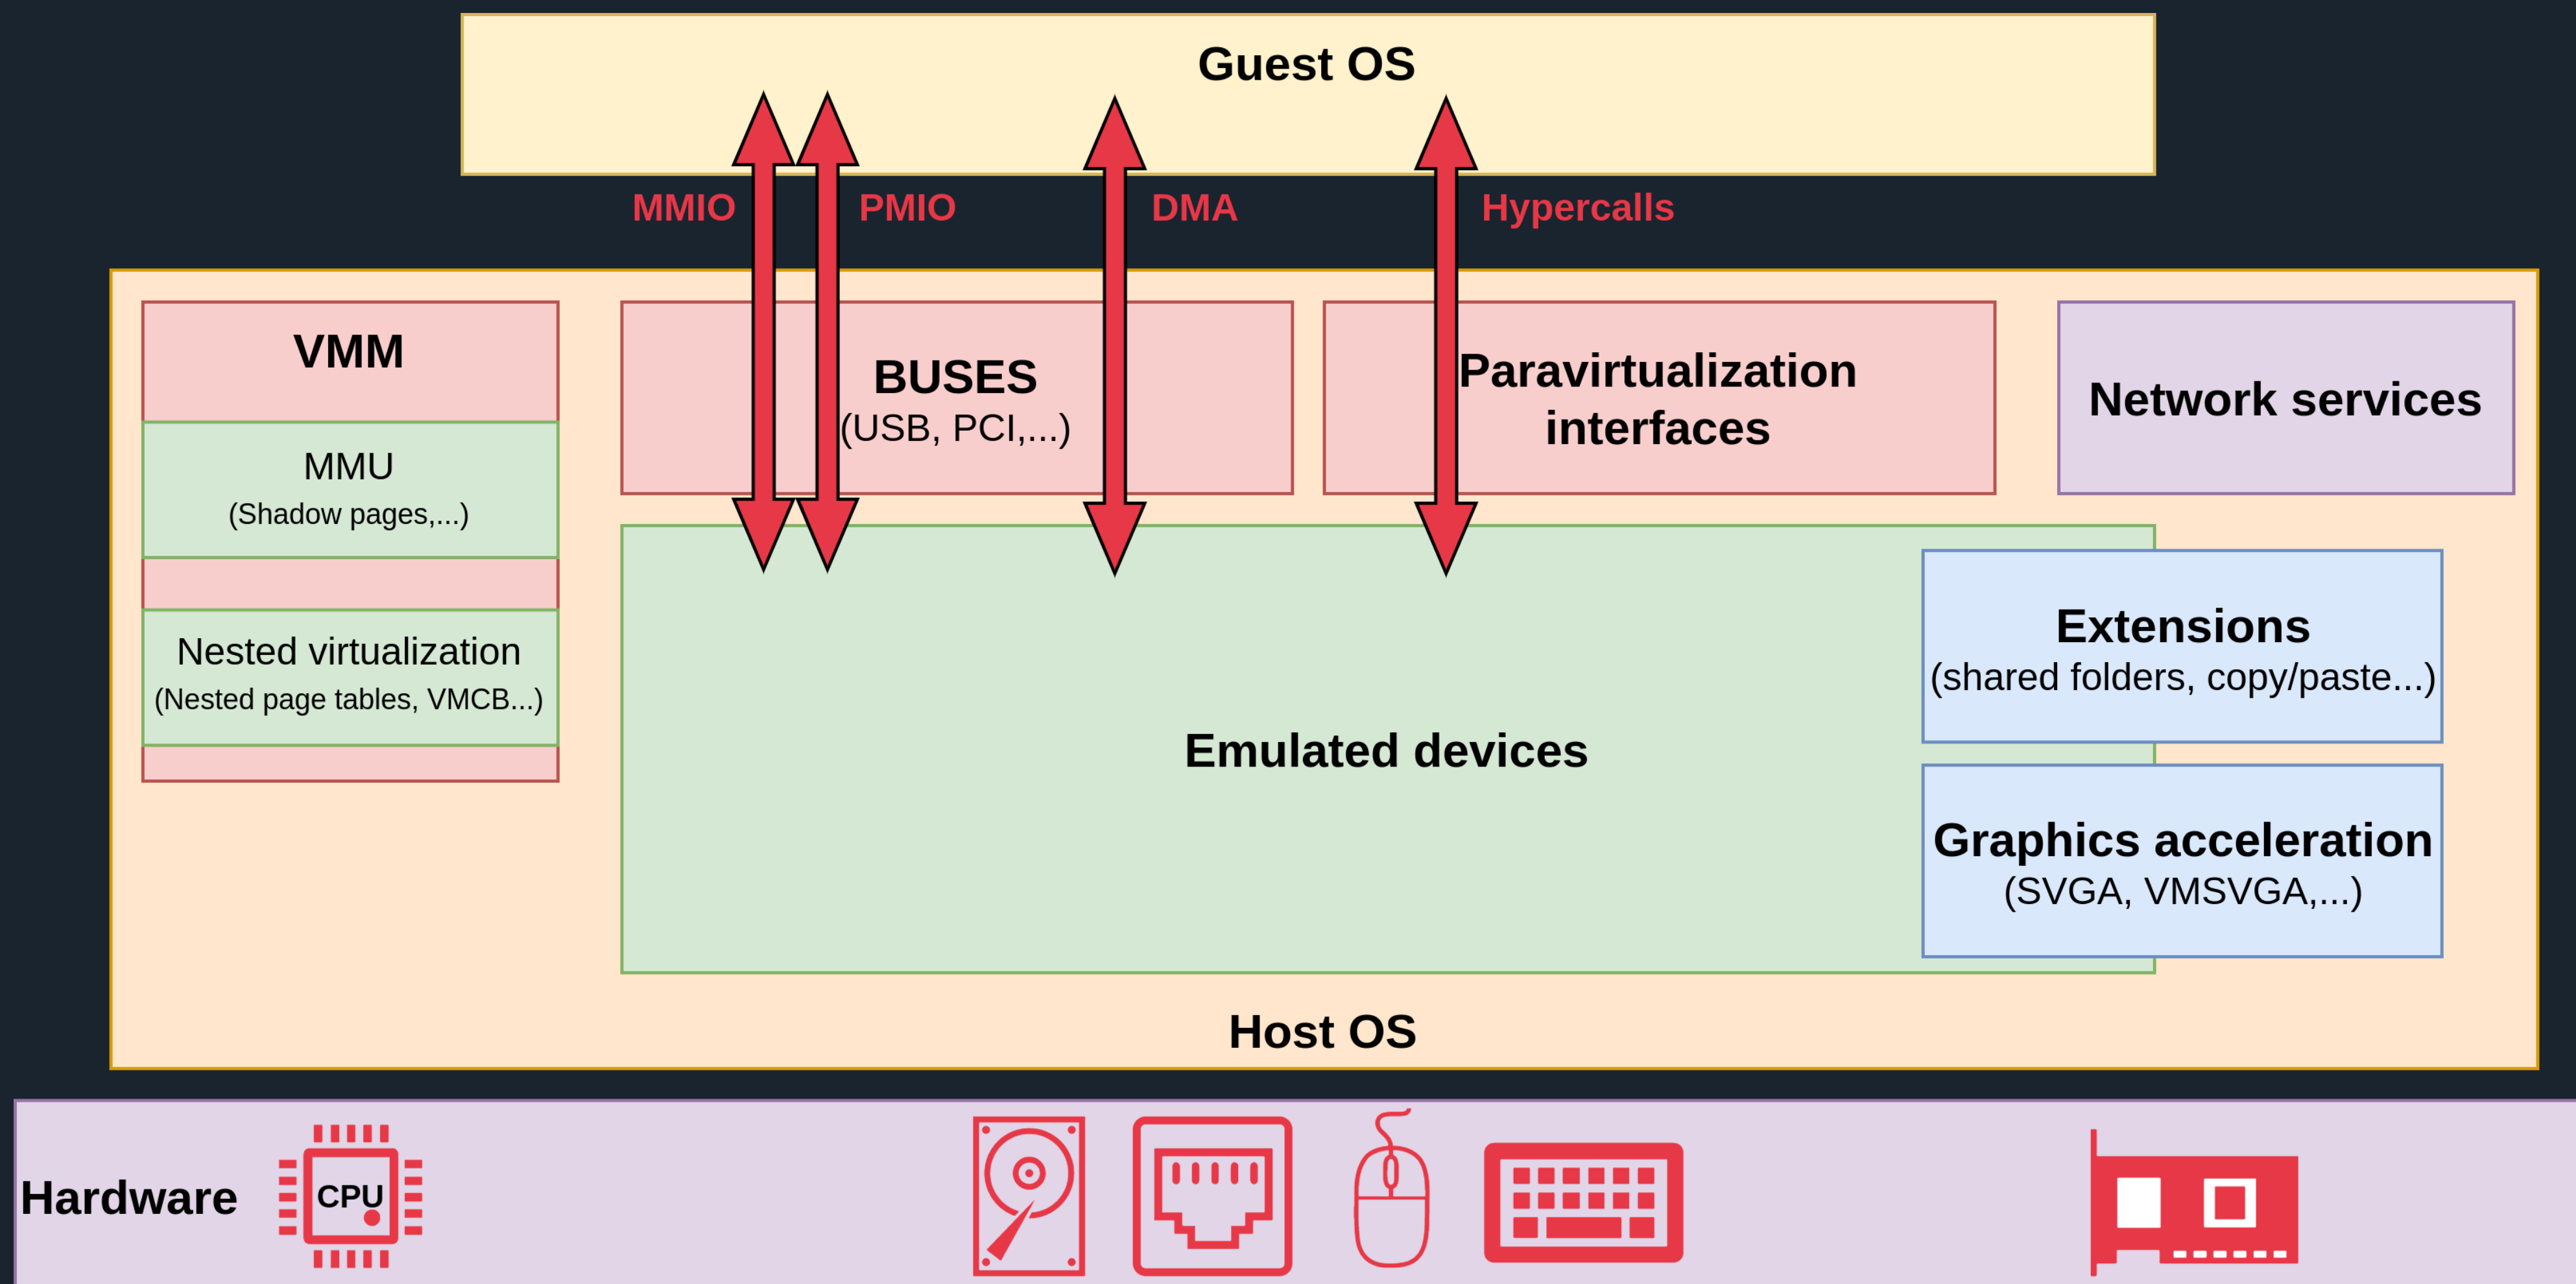 Guest OS
MMIO
PMIO
DMA
Hypercalls
VMM
MMU
(Shadow pages,...)
Nested virtualization
(Nested page tables, VMCB...)
BUSES
(USB, PCI,...)
Paravirtualization
interfaces
Network services
Emulated devices
Extensions
(shared folders, copy/paste...)
Graphics acceleration
(SVGA, VMSVGA,...)
Host OS
Hardware
CPU